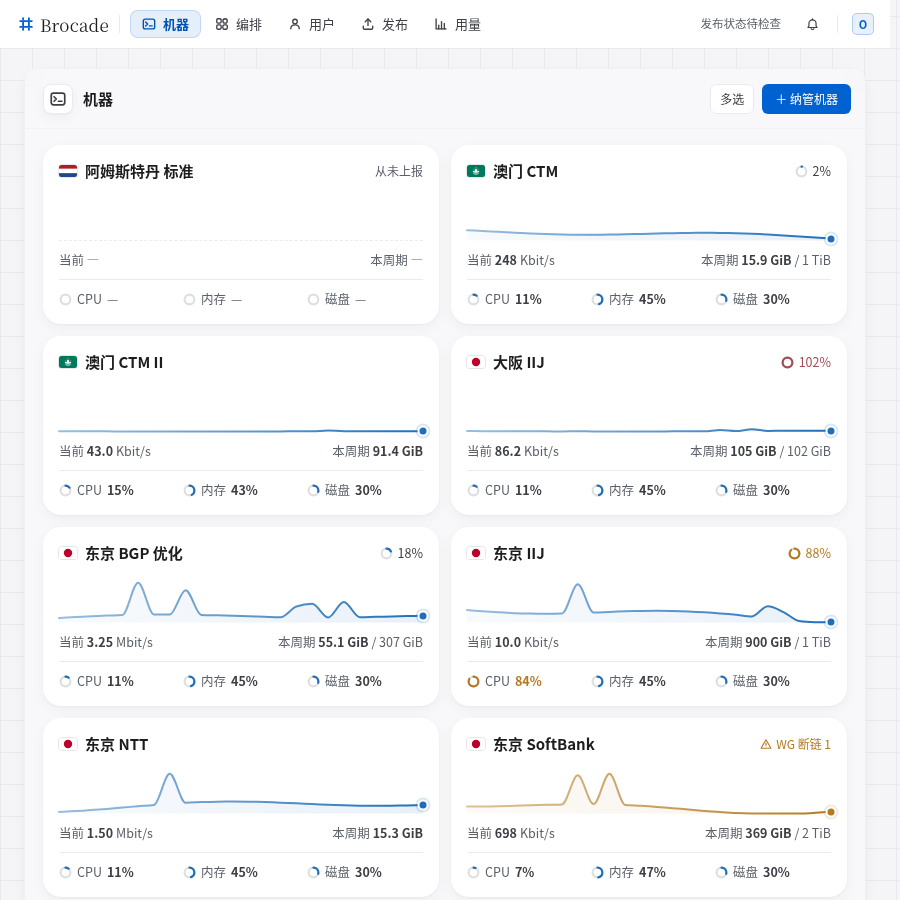 Brocade 机器 编排 用户 发布 用量 发布状态待检查 O
机器 多选 纳管机器
阿姆斯特丹 标准 从未上报
当前 — 本周期 —
CPU — 内存 — 磁盘 —
澳门 CTM 2%
当前 248 Kbit/s 本周期 15.9 GiB / 1 TiB
CPU 11% 内存 45% 磁盘 30%
澳门 CTM II
当前 43.0 Kbit/s 本周期 91.4 GiB
CPU 15% 内存 43% 磁盘 30%
大阪 IIJ 102%
当前 86.2 Kbit/s 本周期 105 GiB / 102 GiB
CPU 11% 内存 45% 磁盘 30%
东京 BGP 优化 18%
当前 3.25 Mbit/s 本周期 55.1 GiB / 307 GiB
CPU 11% 内存 45% 磁盘 30%
东京 IIJ 88%
当前 10.0 Kbit/s 本周期 900 GiB / 1 TiB
CPU 84% 内存 45% 磁盘 30%
东京 NTT
当前 1.50 Mbit/s 本周期 15.3 GiB
CPU 11% 内存 45% 磁盘 30%
东京 SoftBank WG 断链 1
当前 698 Kbit/s 本周期 369 GiB / 2 TiB
CPU 7% 内存 47% 磁盘 30%